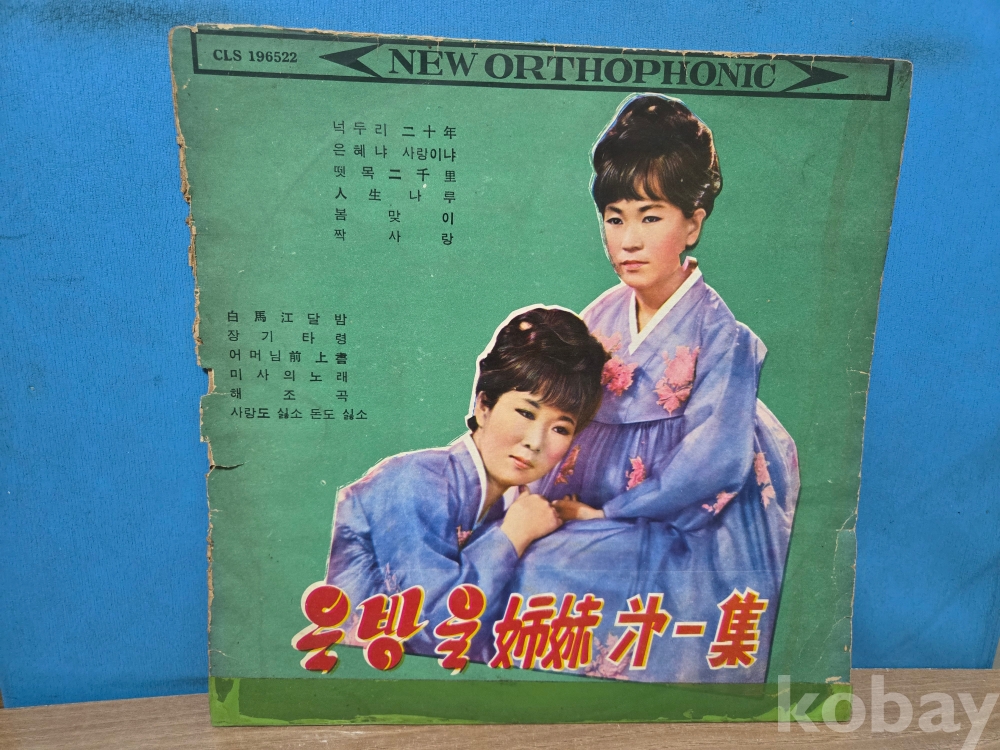 CLS 196522
NEW ORTHOPHONIC
넉두리 二十年
은혜냐 사랑이냐
뗏목二千里
人生나루
봄맞이
짝사랑
白馬江달밤
장기타령
어머님前上書
미사의노래
해조곡
사랑도 싫소 돈도 싫소
은방울姉妹 第一集
kobay